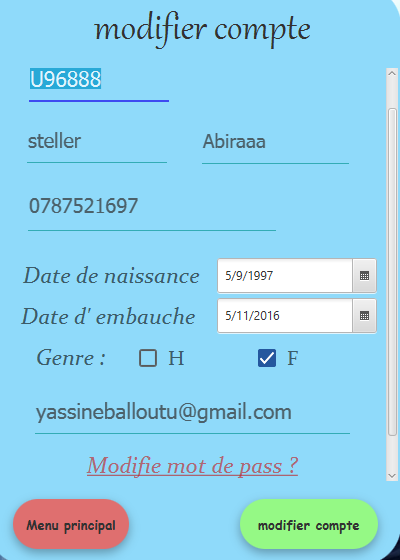 modifier compte
U96888
steller Abiraaa
0787521697
Date de naissance 5/9/1997
Date d' embauche 5/11/2016
Genre : H F
yassineballoutu@gmail.com
Modifie mot de pass ?
Menu principal modifier compte